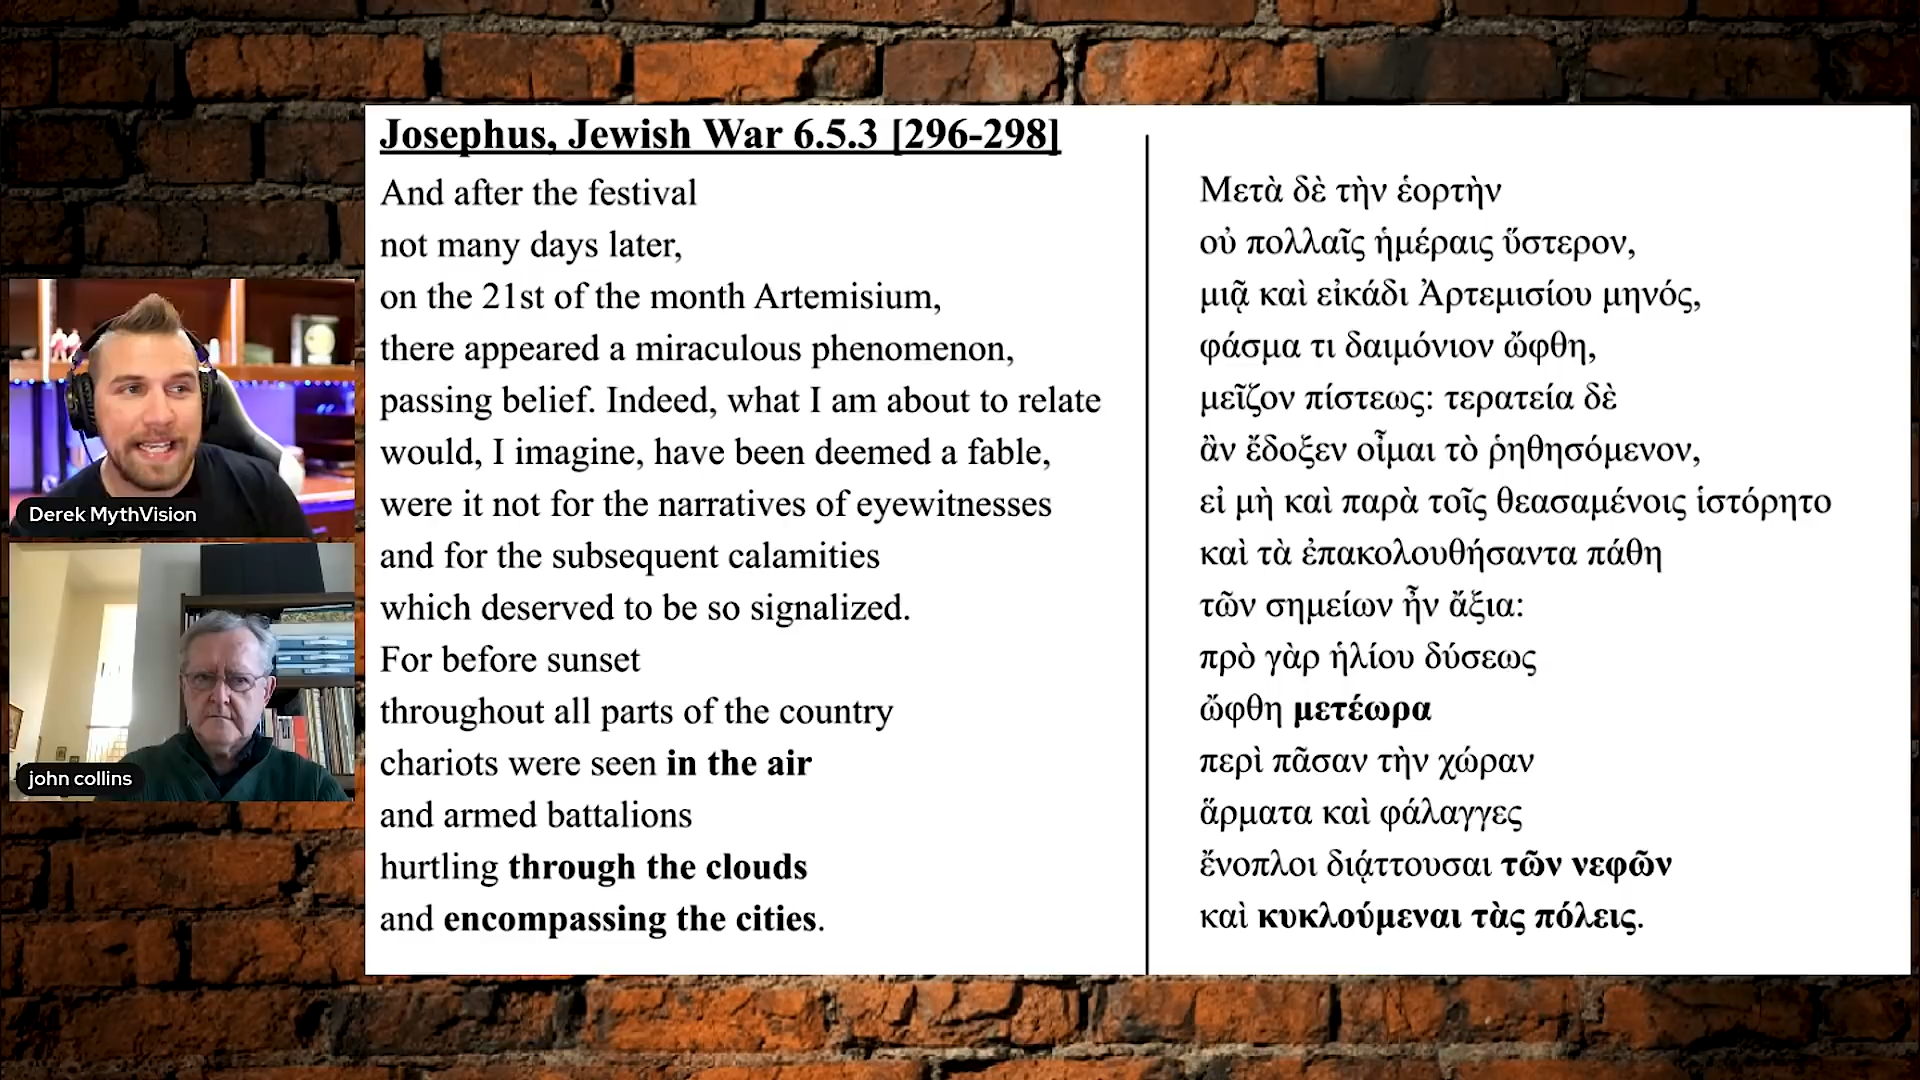 Josephus, Jewish War 6.5.3 [296-298]
And after the festival
not many days later,
on the 21st of the month Artemisium,
there appeared a miraculous phenomenon,
passing belief. Indeed, what I am about to relate
would, I imagine, have been deemed a fable,
were it not for the narratives of eyewitnesses
and for the subsequent calamities
which deserved to be so signalized.
For before sunset
throughout all parts of the country
chariots were seen in the air
and armed battalions
hurtling through the clouds
and encompassing the cities.
Μετὰ δὲ τὴν ἑορτὴν
οὐ πολλαῖς ἡμέραις ὕστερον,
μιᾷ καὶ εἰκάδι Ἀρτεμισίου μηνός,
φάσμα τι δαιμόνιον ὤφθη,
μεῖζον πίστεως: τερατεία δὲ
ἂν ἔδοξεν οἶμαι τὸ ῥηθησόμενον,
εἰ μὴ καὶ παρὰ τοῖς θεασαμένοις ἱστόρητο
καὶ τὰ ἐπακολουθήσαντα πάθη
τῶν σημείων ἦν ἄξια:
πρὸ γὰρ ἡλίου δύσεως
ὤφθη μετέωρα
περὶ πᾶσαν τὴν χώραν
ἅρματα καὶ φάλαγγες
ἔνοπλοι διᾴττουσαι τῶν νεφῶν
καὶ κυκλούμεναι τὰς πόλεις.
Derek MythVision
john collins